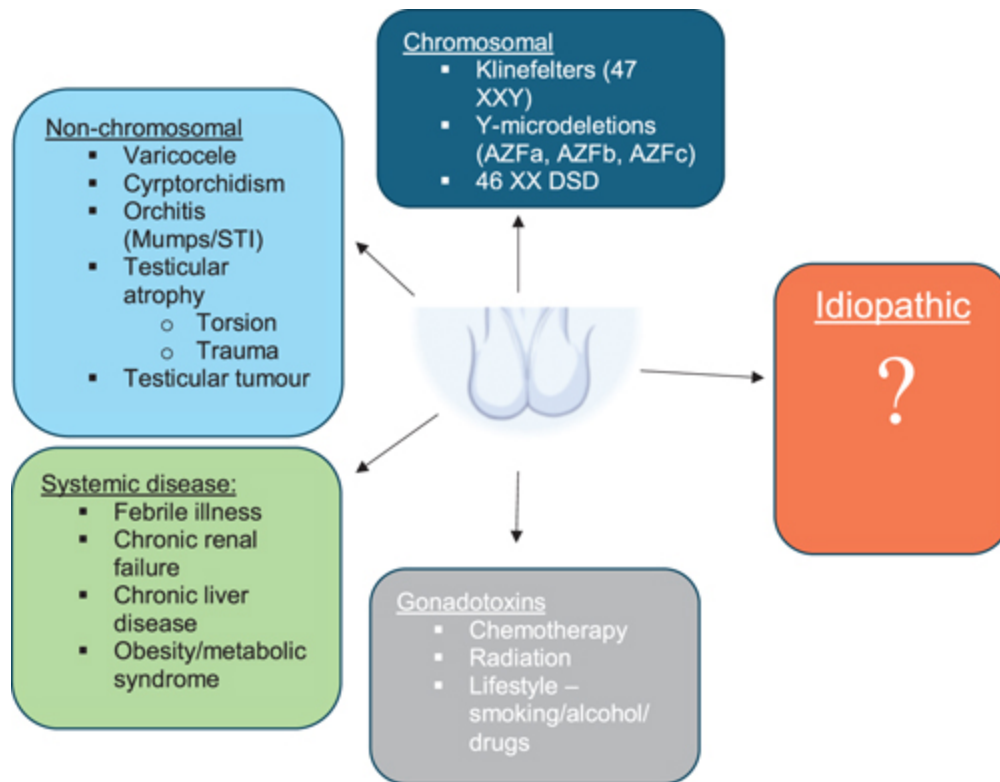 Chromosomal
▪ Klinefelters (47
XXY)
▪ Y-microdeletions
(AZFa, AZFb, AZFc)
▪ 46 XX DSD
Non-chromosomal
▪ Varicocele
▪ Cyrptorchidism
▪ Orchitis
(Mumps/STI)
▪ Testicular
atrophy
o Torsion
o Trauma
▪ Testicular tumour
Idiopathic
?
Systemic disease:
▪ Febrile illness
▪ Chronic renal
failure
▪ Chronic liver
disease
▪ Obesity/metabolic
syndrome
Gonadotoxins
▪ Chemotherapy
▪ Radiation
▪ Lifestyle –
smoking/alcohol/
drugs